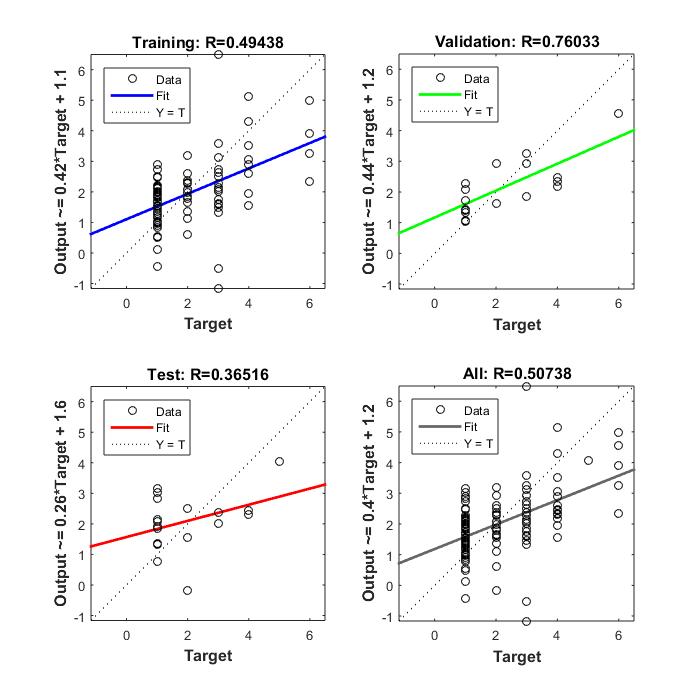 Training: R=0.49438
Output ~= 0.42*Target + 1.1
6
5
4
3
2
1
0
-1
Data
Fit
Y = T
0
2
4
6
Target
Validation: R=0.76033
Output ~= 0.44*Target + 1.2
6
5
4
3
2
1
0
-1
Data
Fit
Y = T
0
2
4
6
Target
Test: R=0.36516
Output ~= 0.26*Target + 1.6
6
5
4
3
2
1
0
-1
Data
Fit
Y = T
0
2
4
6
Target
All: R=0.50738
Output ~= 0.4*Target + 1.2
6
5
4
3
2
1
0
-1
Data
Fit
Y = T
0
2
4
6
Target